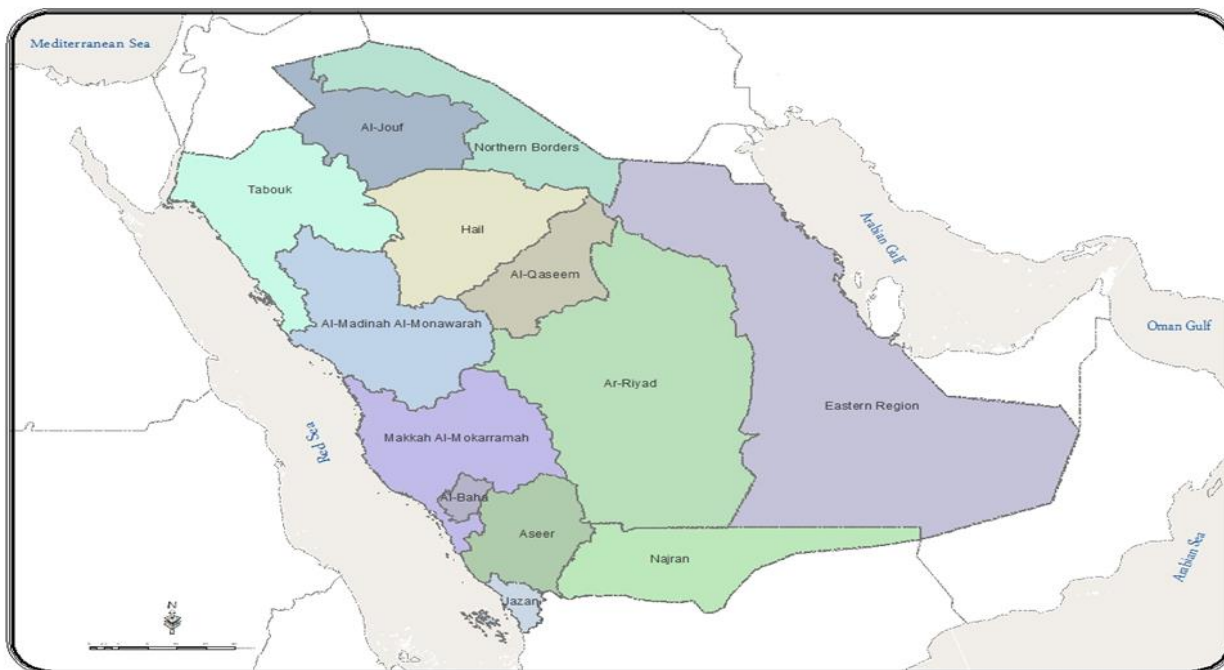 Mediterranean Sea
Al-Jouf
Northern Borders
Tabouk
Hail
Arabian Gulf
Al-Qaseem
Al-Madinah Al-Monawarah
Oman Gulf
Ar-Riyad
Eastern Region
Red Sea
Makkah Al-Mokarramah
Al-Baha
Aseer
Najran
Arabian Sea
Jazan
N